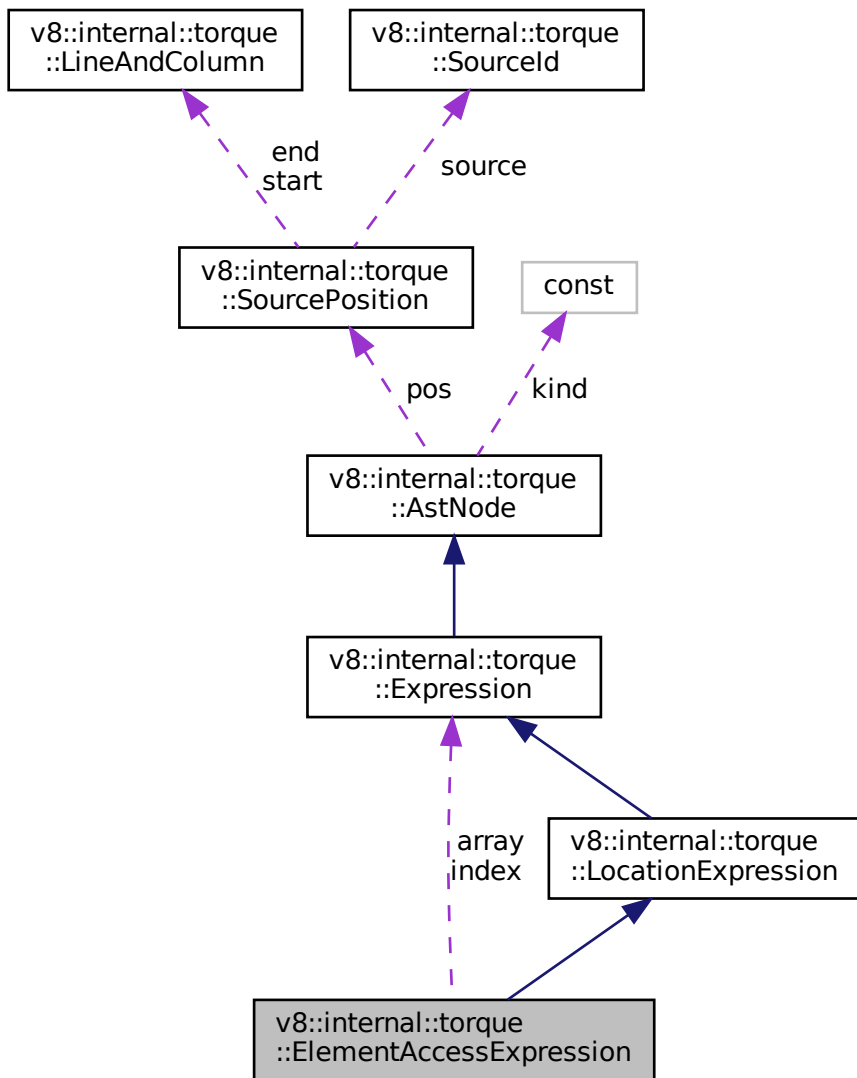 v8::internal::torque
::LineAndColumn
v8::internal::torque
::SourceId
end
start
source
v8::internal::torque
::SourcePosition
const
pos
kind
v8::internal::torque
::AstNode
v8::internal::torque
::Expression
array
index
v8::internal::torque
::LocationExpression
v8::internal::torque
::ElementAccessExpression